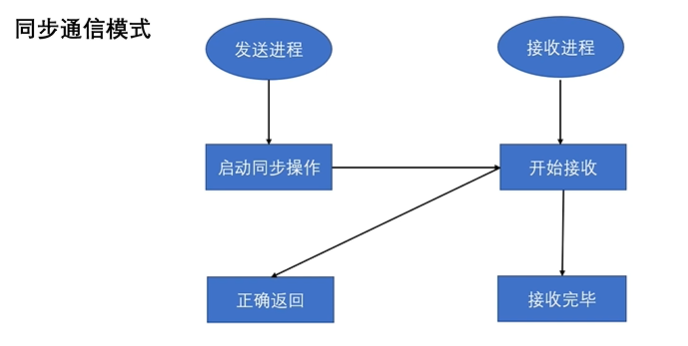 同步通信模式
发送进程
接收进程
启动同步操作
开始接收
正确返回
接收完毕